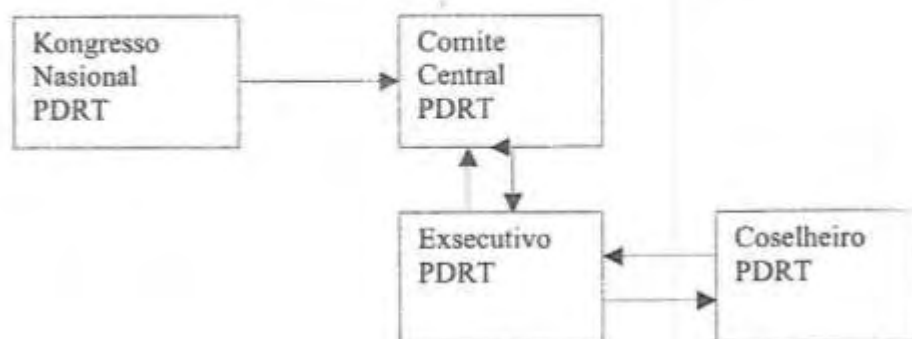 Kongresso
Nasional
PDRT
Comite
Central
PDRT
Exsecutivo
PDRT
Coselheiro
PDRT